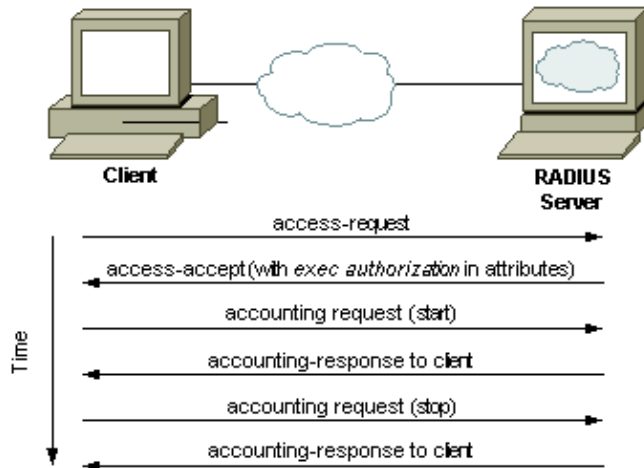 Client
RADIUS
Server
Time
access-request
access-accept (with exec authorization in attributes)
accounting request (start)
accounting-response to client
accounting request (stop)
accounting-response to client